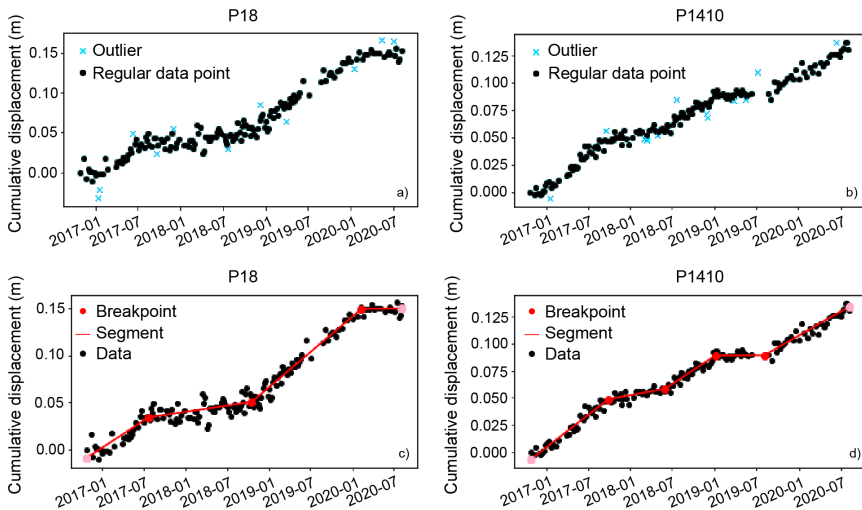 P18
Cumulative displacement (m)
0.15
0.10
0.05
0.00
Outlier
Regular data point
a)
2017-01
2017-07
2018-01
2018-07
2019-01
2019-07
2020-01
2020-07
P1410
Cumulative displacement (m)
0.125
0.100
0.075
0.050
0.025
0.000
Outlier
Regular data point
b)
2017-01
2017-07
2018-01
2018-07
2019-01
2019-07
2020-01
2020-07
P18
Cumulative displacement (m)
0.15
0.10
0.05
0.00
Breakpoint
Segment
Data
c)
2017-01
2017-07
2018-01
2018-07
2019-01
2019-07
2020-01
2020-07
P1410
Cumulative displacement (m)
0.125
0.100
0.075
0.050
0.025
0.000
Breakpoint
Segment
Data
d)
2017-01
2017-07
2018-01
2018-07
2019-01
2019-07
2020-01
2020-07